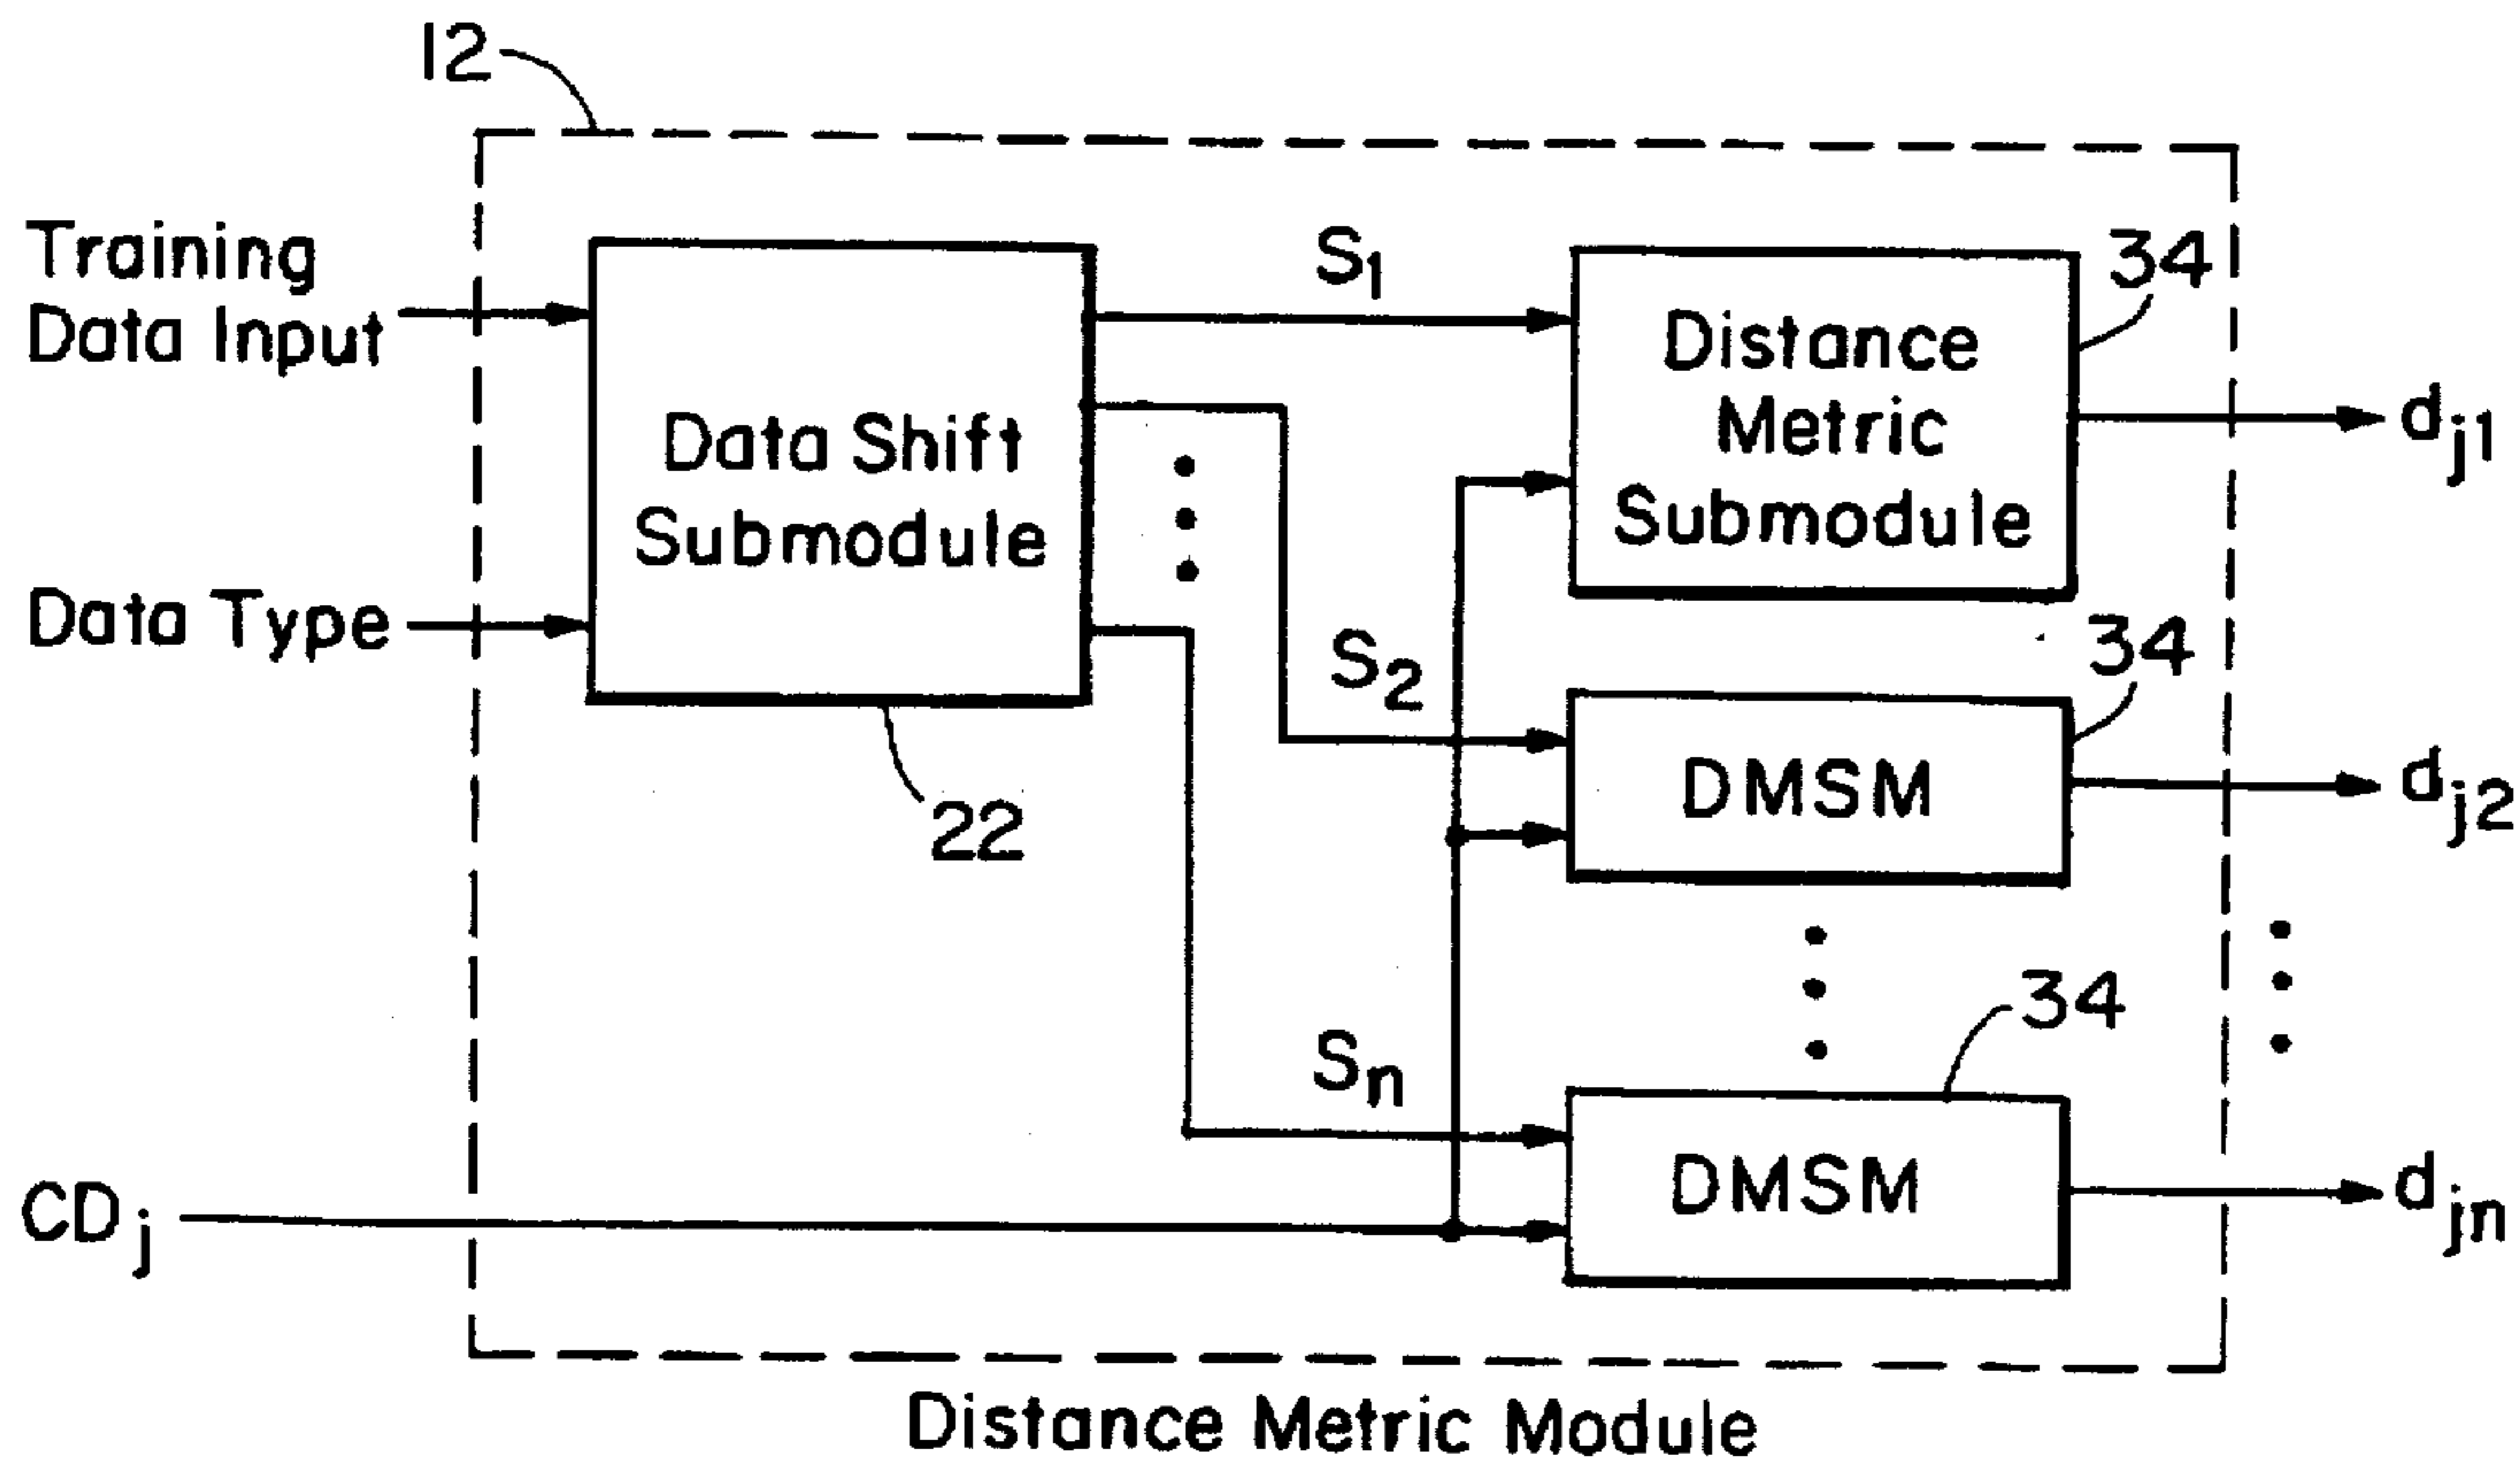 12
Training
Data Input
Data Type
CDj
Data Shift
Submodule
22
S1
S2
Sn
Distance
Metric
Submodule
34
DMSM
34
DMSM
34
dj1
dj2
djn
Distance Metric Module